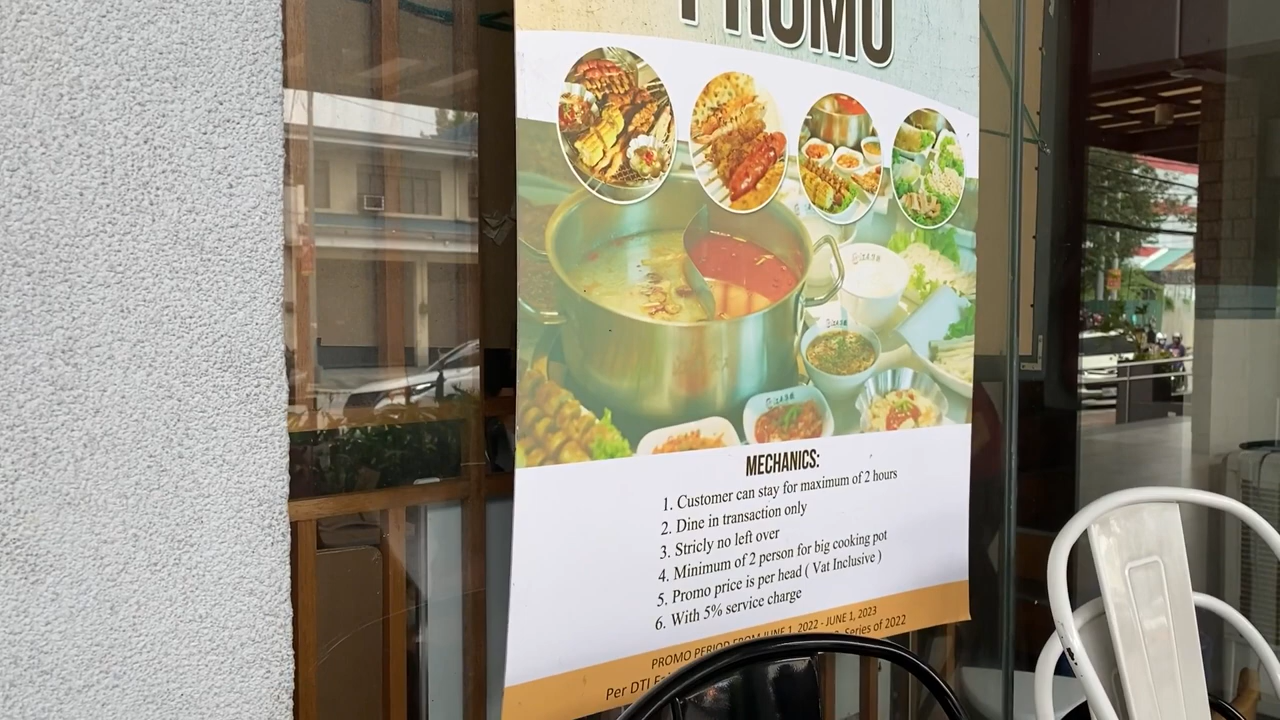 PROMO
MECHANICS:
1. Customer can stay for maximum of 2 hours
2. Dine in transaction only
3. Stricly no left over
4. Minimum of 2 person for big cooking pot
5. Promo price is per head ( Vat Inclusive )
6. With 5% service charge
PROMO PERIOD FROM JUNE 1, 2022 - JUNE 1, 2023
Per DTI Series of 2022